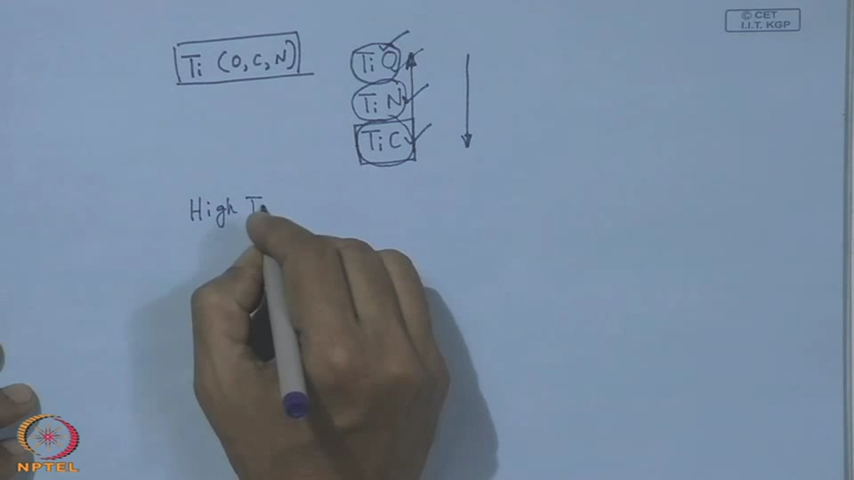 © CET
I.I.T. KGP
Ti (O,C,N)
TiO
TiN
TiC
High T
NPTEL